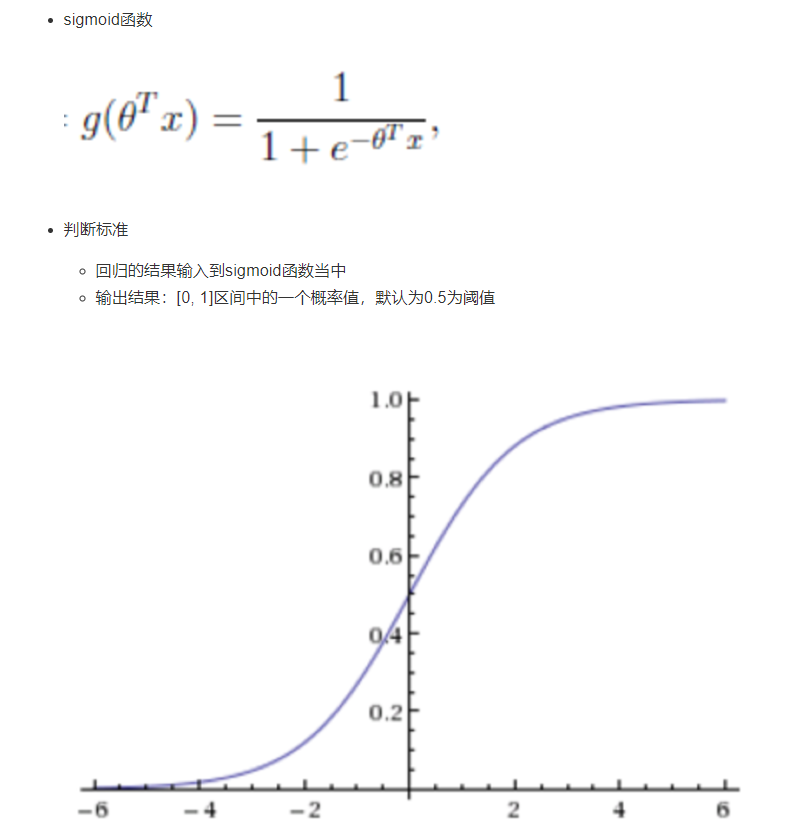 • sigmoid函数
: g(θᵀx) = 1 / (1 + e^(−θᵀx)),
• 判断标准
◦ 回归的结果输入到sigmoid函数当中
◦ 输出结果：[0, 1]区间中的一个概率值，默认为0.5为阈值
1.0
0.8
0.6
0.4
0.2
−6 −4 −2 2 4 6